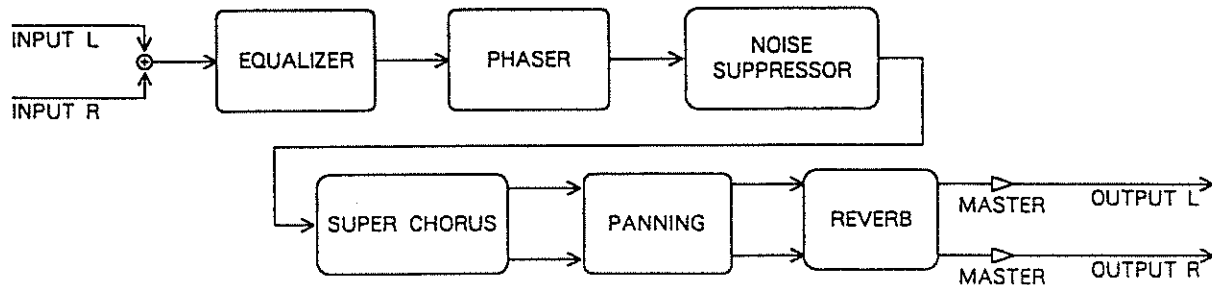 INPUT L
INPUT R
EQUALIZER
PHASER
NOISE
SUPPRESSOR
SUPER CHORUS
PANNING
REVERB
MASTER
OUTPUT L
MASTER
OUTPUT R